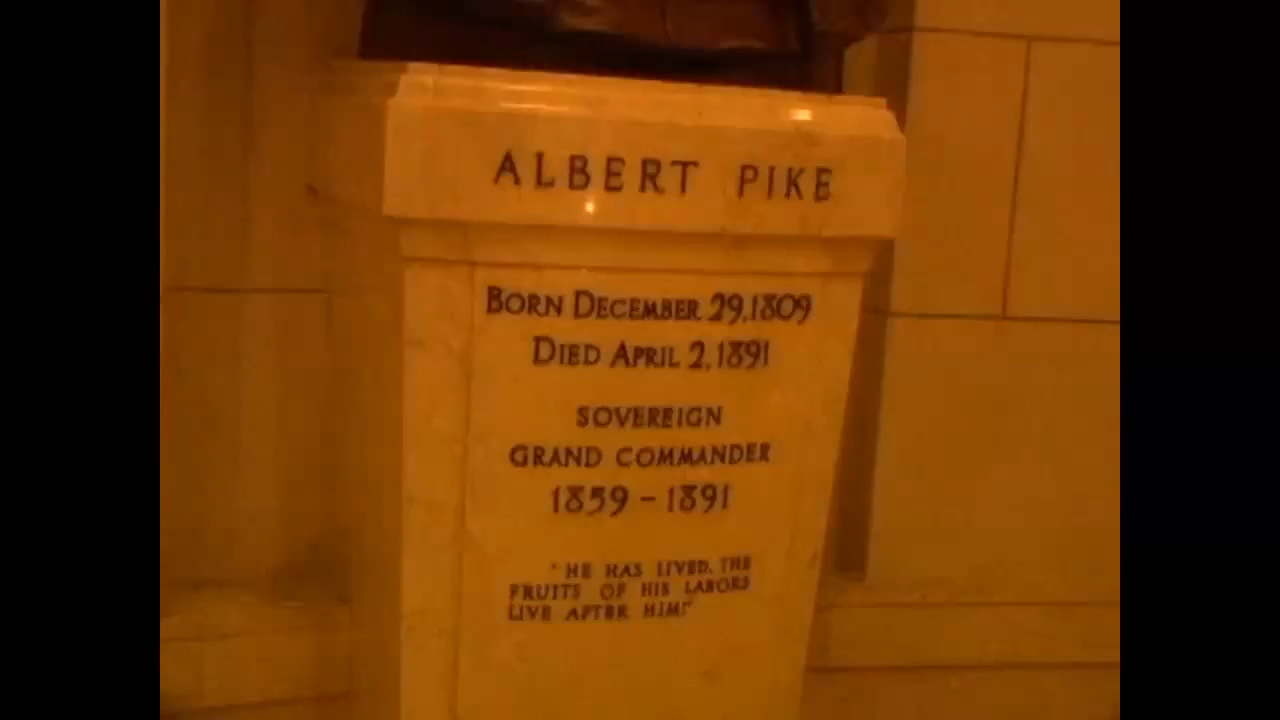 ALBERT PIKE
BORN DECEMBER 29, 1809
DIED APRIL 2, 1891
SOVEREIGN
GRAND COMMANDER
1859 - 1891
"HE HAS LIVED. THE
FRUITS OF HIS LABORS
LIVE AFTER HIM."